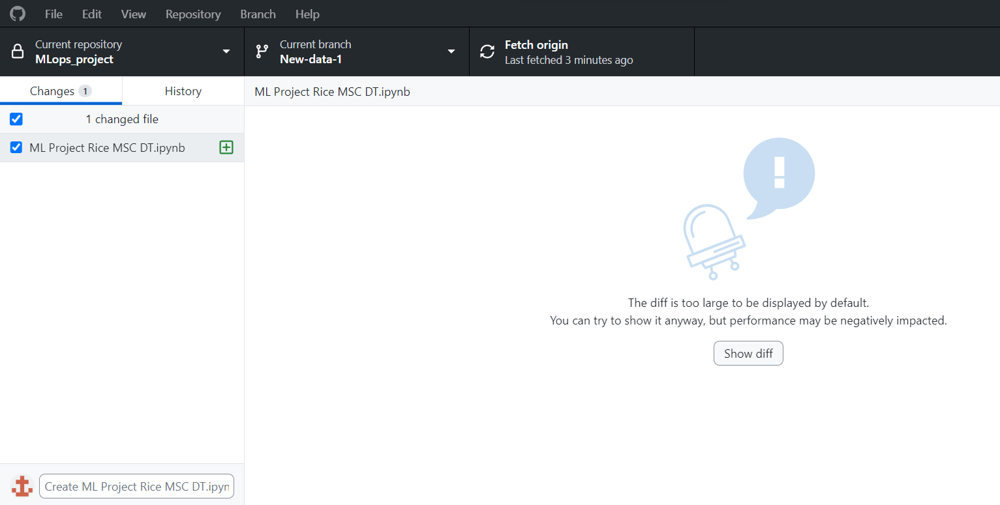 File Edit View Repository Branch Help
Current repository
MLops_project
Current branch
New-data-1
Fetch origin
Last fetched 3 minutes ago
Changes 1
History
ML Project Rice MSC DT.ipynb
1 changed file
ML Project Rice MSC DT.ipynb
The diff is too large to be displayed by default.
You can try to show it anyway, but performance may be negatively impacted.
Show diff
Create ML Project Rice MSC DT.ipyn